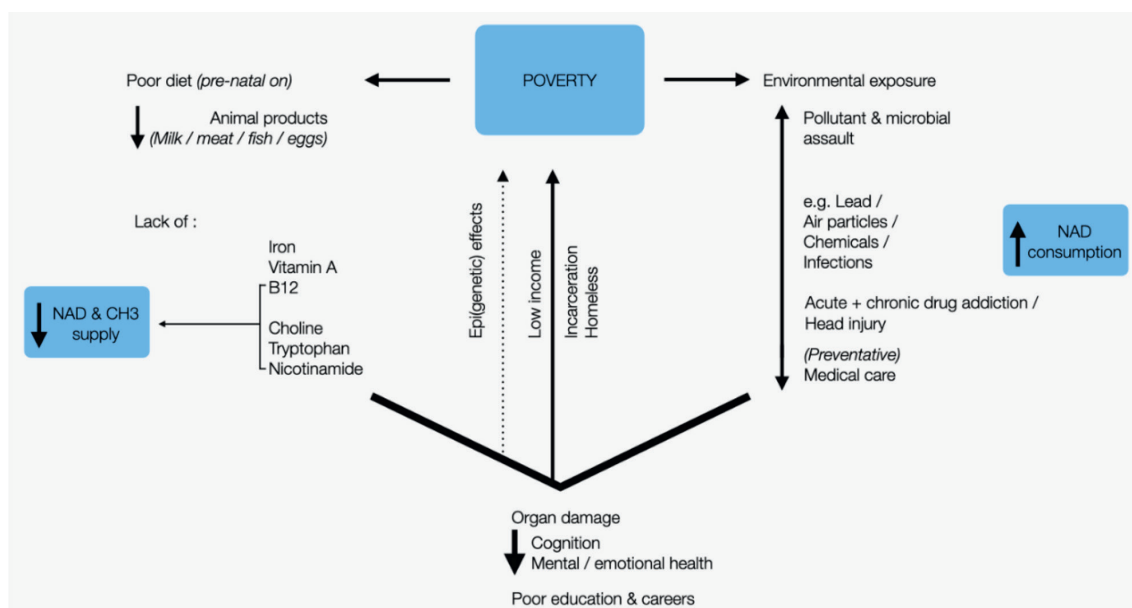 POVERTY
Poor diet (pre-natal on)
Animal products
(Milk / meat / fish / eggs)
Lack of :
Iron
Vitamin A
B12
Choline
Tryptophan
Nicotinamide
NAD & CH3
supply
Epi(genetic) effects
Low income
Incarceration
Homeless
Environmental exposure
Pollutant & microbial
assault
e.g. Lead /
Air particles /
Chemicals /
Infections
Acute + chronic drug addiction /
Head injury
(Preventative)
Medical care
NAD
consumption
Organ damage
Cognition
Mental / emotional health
Poor education & careers